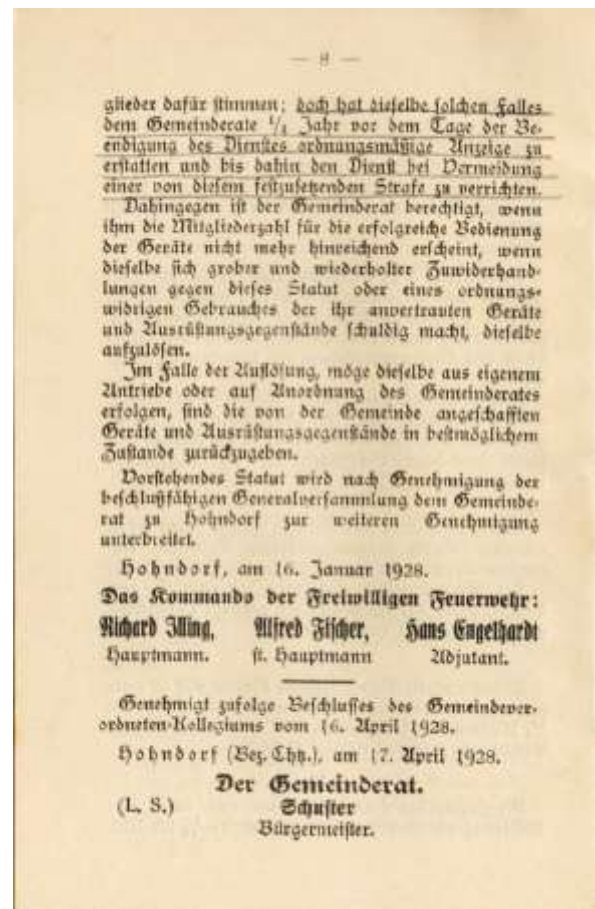 — 8 —
glieder dafür stimmen; doch hat dieselbe solchen Falles
dem Gemeinderate 1/4 Jahr vor dem Tage der Be-
endigung des Dienstes ordnungsmäßige Anzeige zu
erstatten und bis dahin den Dienst bei Vermeidung
einer von diesem festzusetzenden Strafe zu verrichten.
Dahingegen ist der Gemeinderat berechtigt, wenn
ihm die Mitgliederzahl für die erfolgreiche Bedienung
der Geräte nicht mehr hinreichend erscheint, wenn
dieselbe sich grober und wiederholter Zuwiderhand-
lungen gegen dieses Statut oder eines ordnungs-
widrigen Gebrauches der ihr anvertrauten Geräte
und Ausrüstungsgegenstände schuldig macht, dieselbe
aufzulösen.
Im Falle der Auflösung, möge dieselbe aus eigenem
Antriebe oder auf Anordnung des Gemeinderates
erfolgen, sind die von der Gemeinde angeschafften
Geräte und Ausrüstungsgegenstände in bestmöglichem
Zustande zurückzugeben.
Vorstehendes Statut wird nach Genehmigung der
beschlußfähigen Generalversammlung dem Gemeinde-
rat zu Hohndorf zur weiteren Genehmigung
unterbreitet.
Hohndorf, am 16. Januar 1928.
Das Kommando der Freiwilligen Feuerwehr:
Richard Illing, Alfred Fischer, Hans Engelhardt
Hauptmann. st. Hauptmann Adjutant.
Genehmigt zufolge Beschlusses des Gemeindever-
ordneten-Kollegiums vom 16. April 1928.
Hohndorf (Bez. Chtz.), am 17. April 1928.
Der Gemeinderat.
(L. S.) Schuster
Bürgermeister.